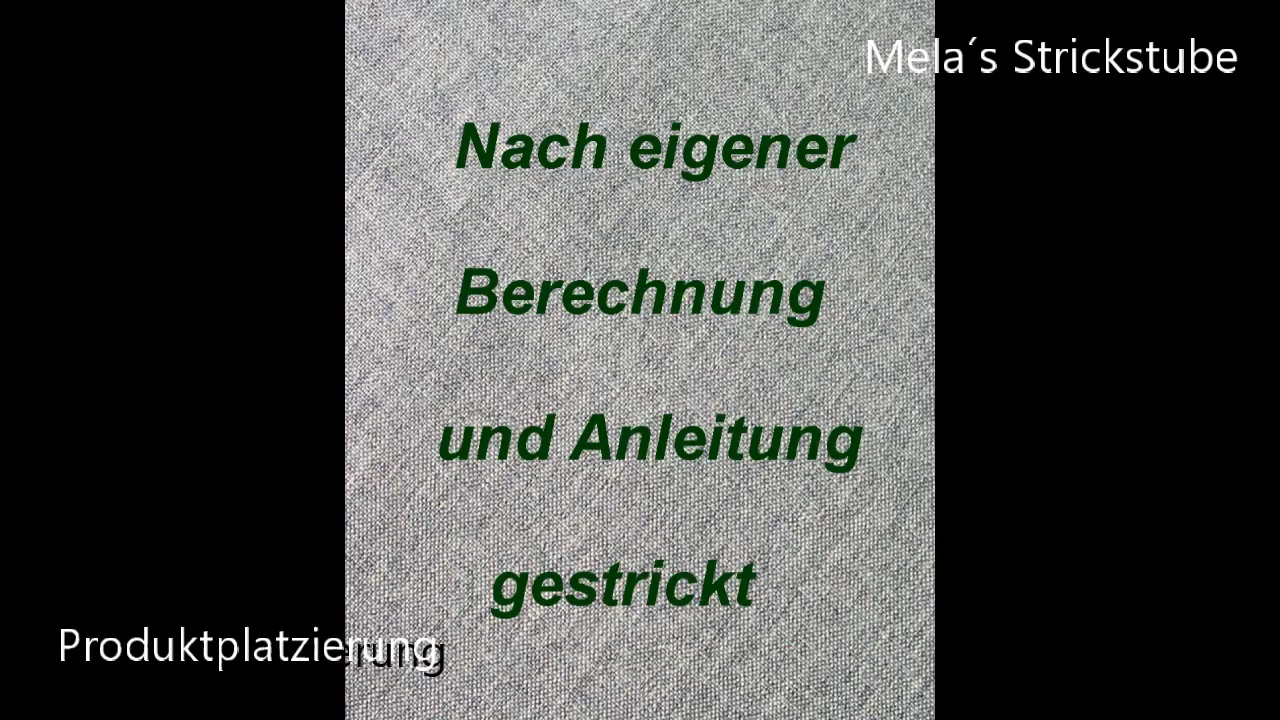 Mela´s Strickstube
Nach eigener
Berechnung
und Anleitung
gestrickt
Produktplatzierung